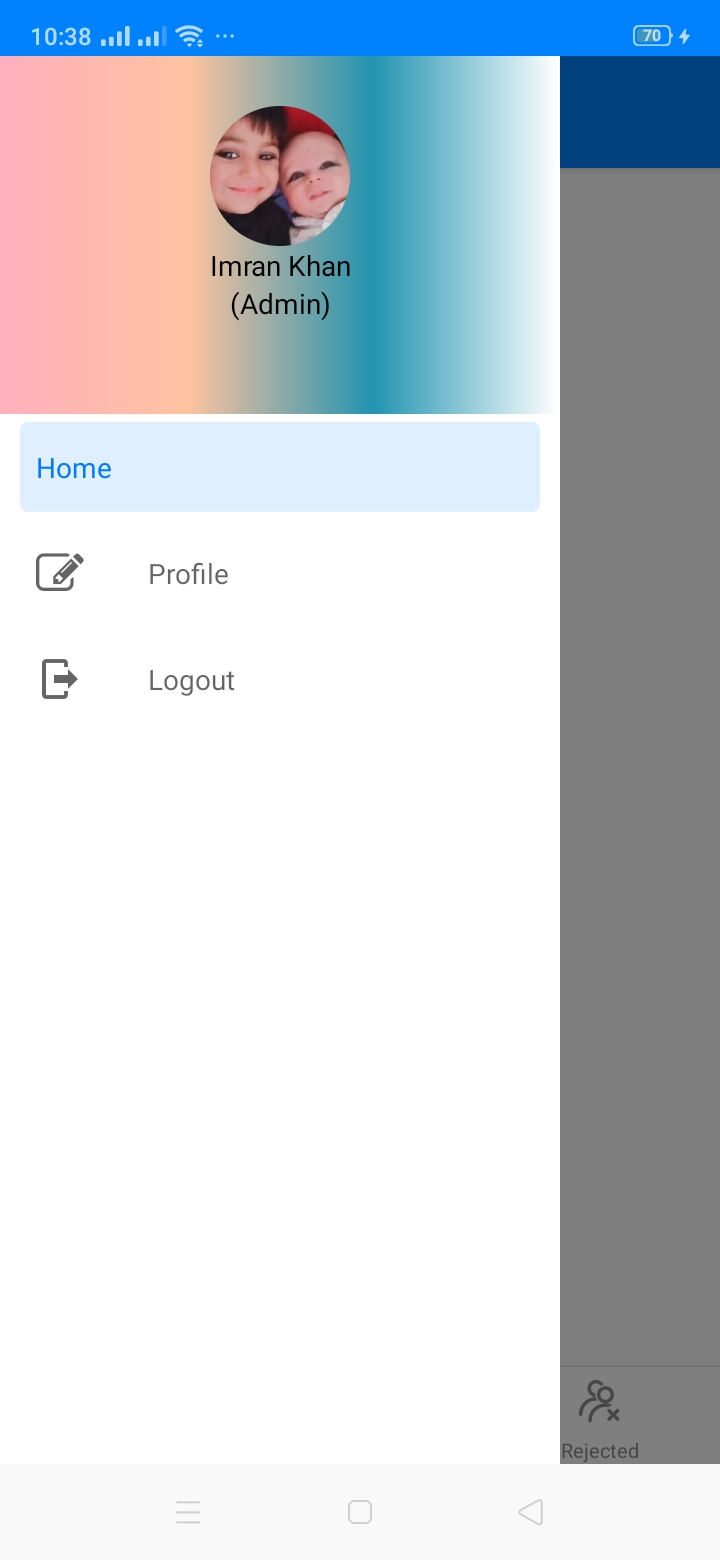 10:38
70
Imran Khan
(Admin)
Home
Profile
Logout
Rejected